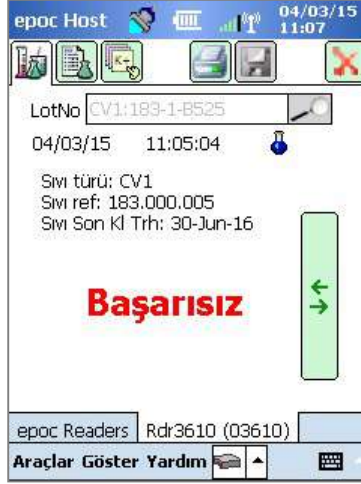 epoc Host 04/03/15
11:07
LotNo CV1:183-1-B525
04/03/15 11:05:04
Sıvı türü: CV1
Sıvı ref: 183.000.005
Sıvı Son Kl Trh: 30-Jun-16
Başarısız
epoc Readers Rdr3610 (03610)
Araçlar Göster Yardım